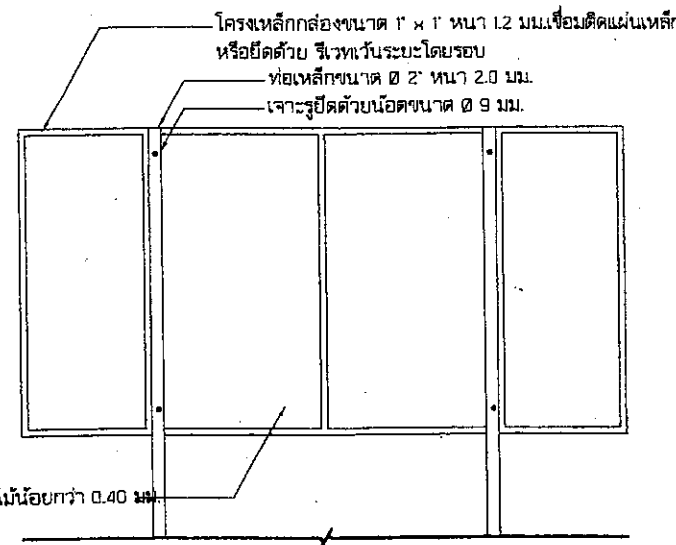 โครงเหล็กกล่องขนาด 1" x 1" หนา 1.2 มม.เชื่อมติดแผ่นเหล็ก
หรือยึดด้วย รีเวทเว้นระยะโดยรอบ
ท่อเหล็กขนาด Ø 2" หนา 2.0 มม.
เจาะรูยึดด้วยน๊อตขนาด Ø 9 มม.
ไม่น้อยกว่า 0.40 มม.